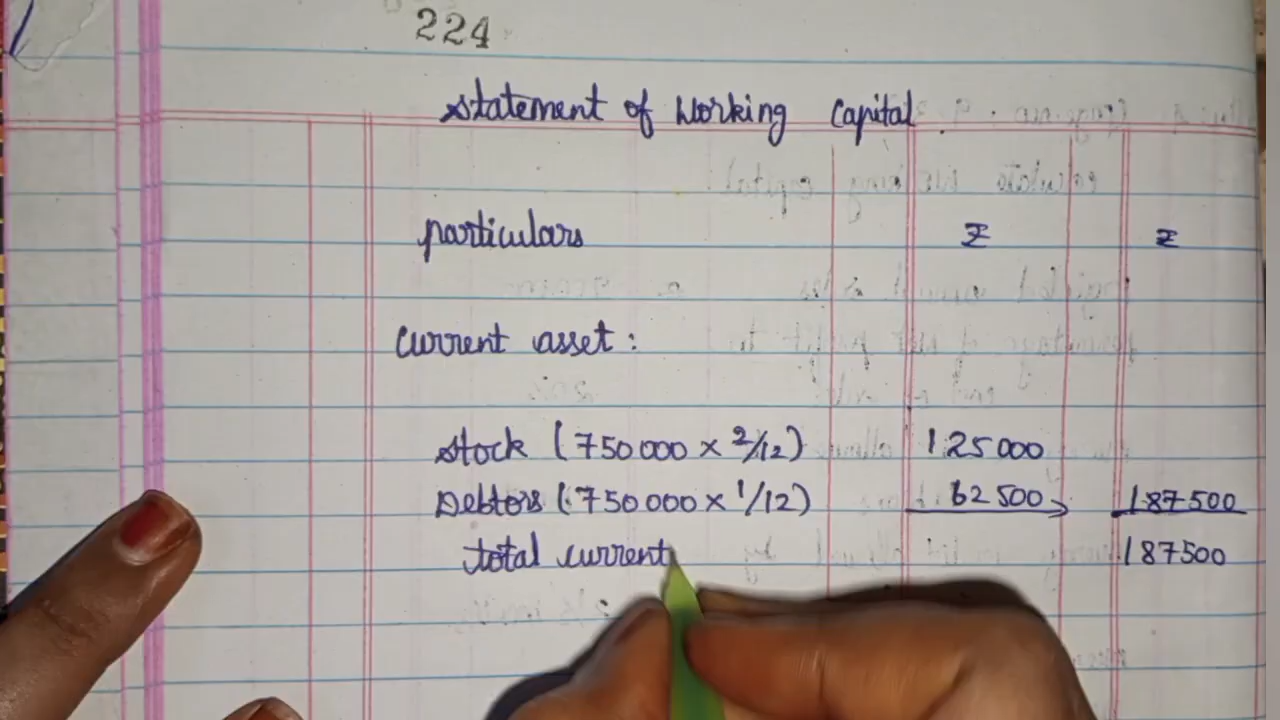 224
Statement of Working Capital
particulars ₹ ₹
Current asset :
Stock (750000 × 2/12) 125000
Debtors (750000 × 1/12) 62500 187500
total current 187500